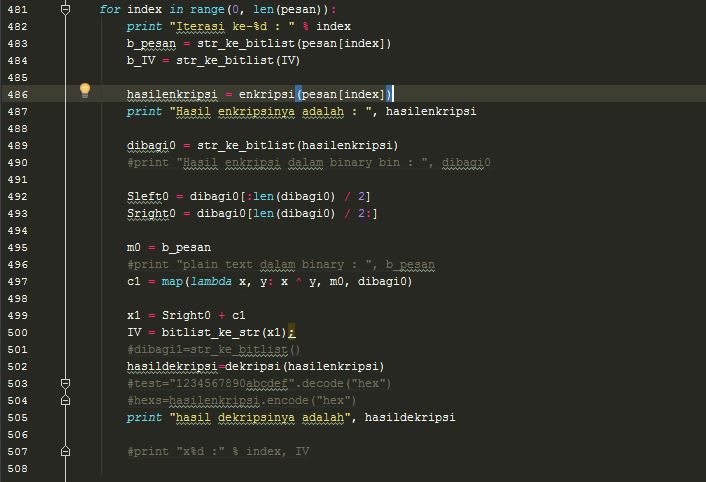 481 for index in range(0, len(pesan)):
482 print "Iterasi ke-%d : " % index
483 b_pesan = str_ke_bitlist(pesan[index])
484 b_IV = str_ke_bitlist(IV)
485
486 hasilenkripsi = enkripsi(pesan[index])
487 print "Hasil enkripsinya adalah : ", hasilenkripsi
488
489 dibagi0 = str_ke_bitlist(hasilenkripsi)
490 #print "Hasil enkripsi dalam binary bin : ", dibagi0
491
492 Sleft0 = dibagi0[:len(dibagi0) / 2]
493 Sright0 = dibagi0[len(dibagi0) / 2:]
494
495 m0 = b_pesan
496 #print "plain text dalam binary : ", b_pesan
497 c1 = map(lambda x, y: x ^ y, m0, dibagi0)
498
499 x1 = Sright0 + c1
500 IV = bitlist_ke_str(x1);
501 #dibagi1=str_ke_bitlist()
502 hasildekripsi=dekripsi(hasilenkripsi)
503 #test="1234567890abcdef".decode("hex")
504 #hexs=hasilenkripsi.encode("hex")
505 print "hasil dekripsinya adalah", hasildekripsi
506
507 #print "x%d :" % index, IV
508